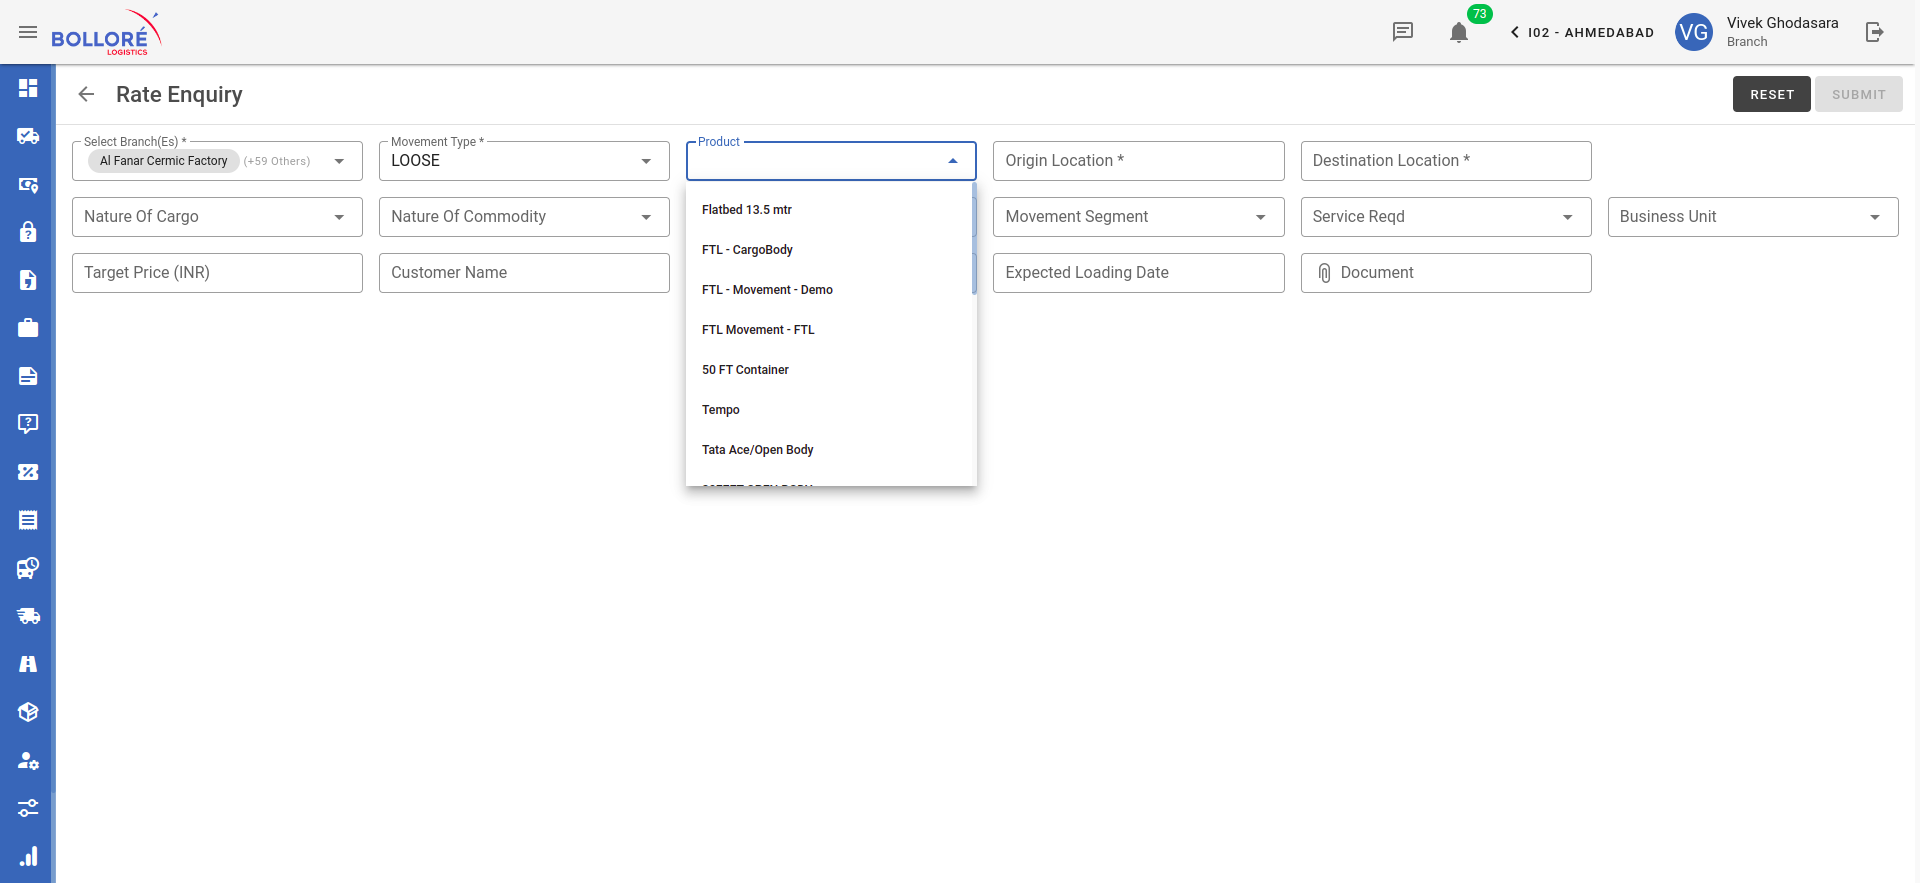 BOLLORÉ
LOGISTICS
73
I02 - AHMEDABAD
VG
Vivek Ghodasara
Branch
Rate Enquiry
RESET
SUBMIT
Select Branch(Es) *
Al Fanar Cermic Factory (+59 Others)
Movement Type *
LOOSE
Product
Origin Location *
Destination Location *
Nature Of Cargo
Nature Of Commodity
Movement Segment
Service Reqd
Business Unit
Target Price (INR)
Customer Name
Expected Loading Date
Document
Flatbed 13.5 mtr
FTL - CargoBody
FTL - Movement - Demo
FTL Movement - FTL
50 FT Container
Tempo
Tata Ace/Open Body